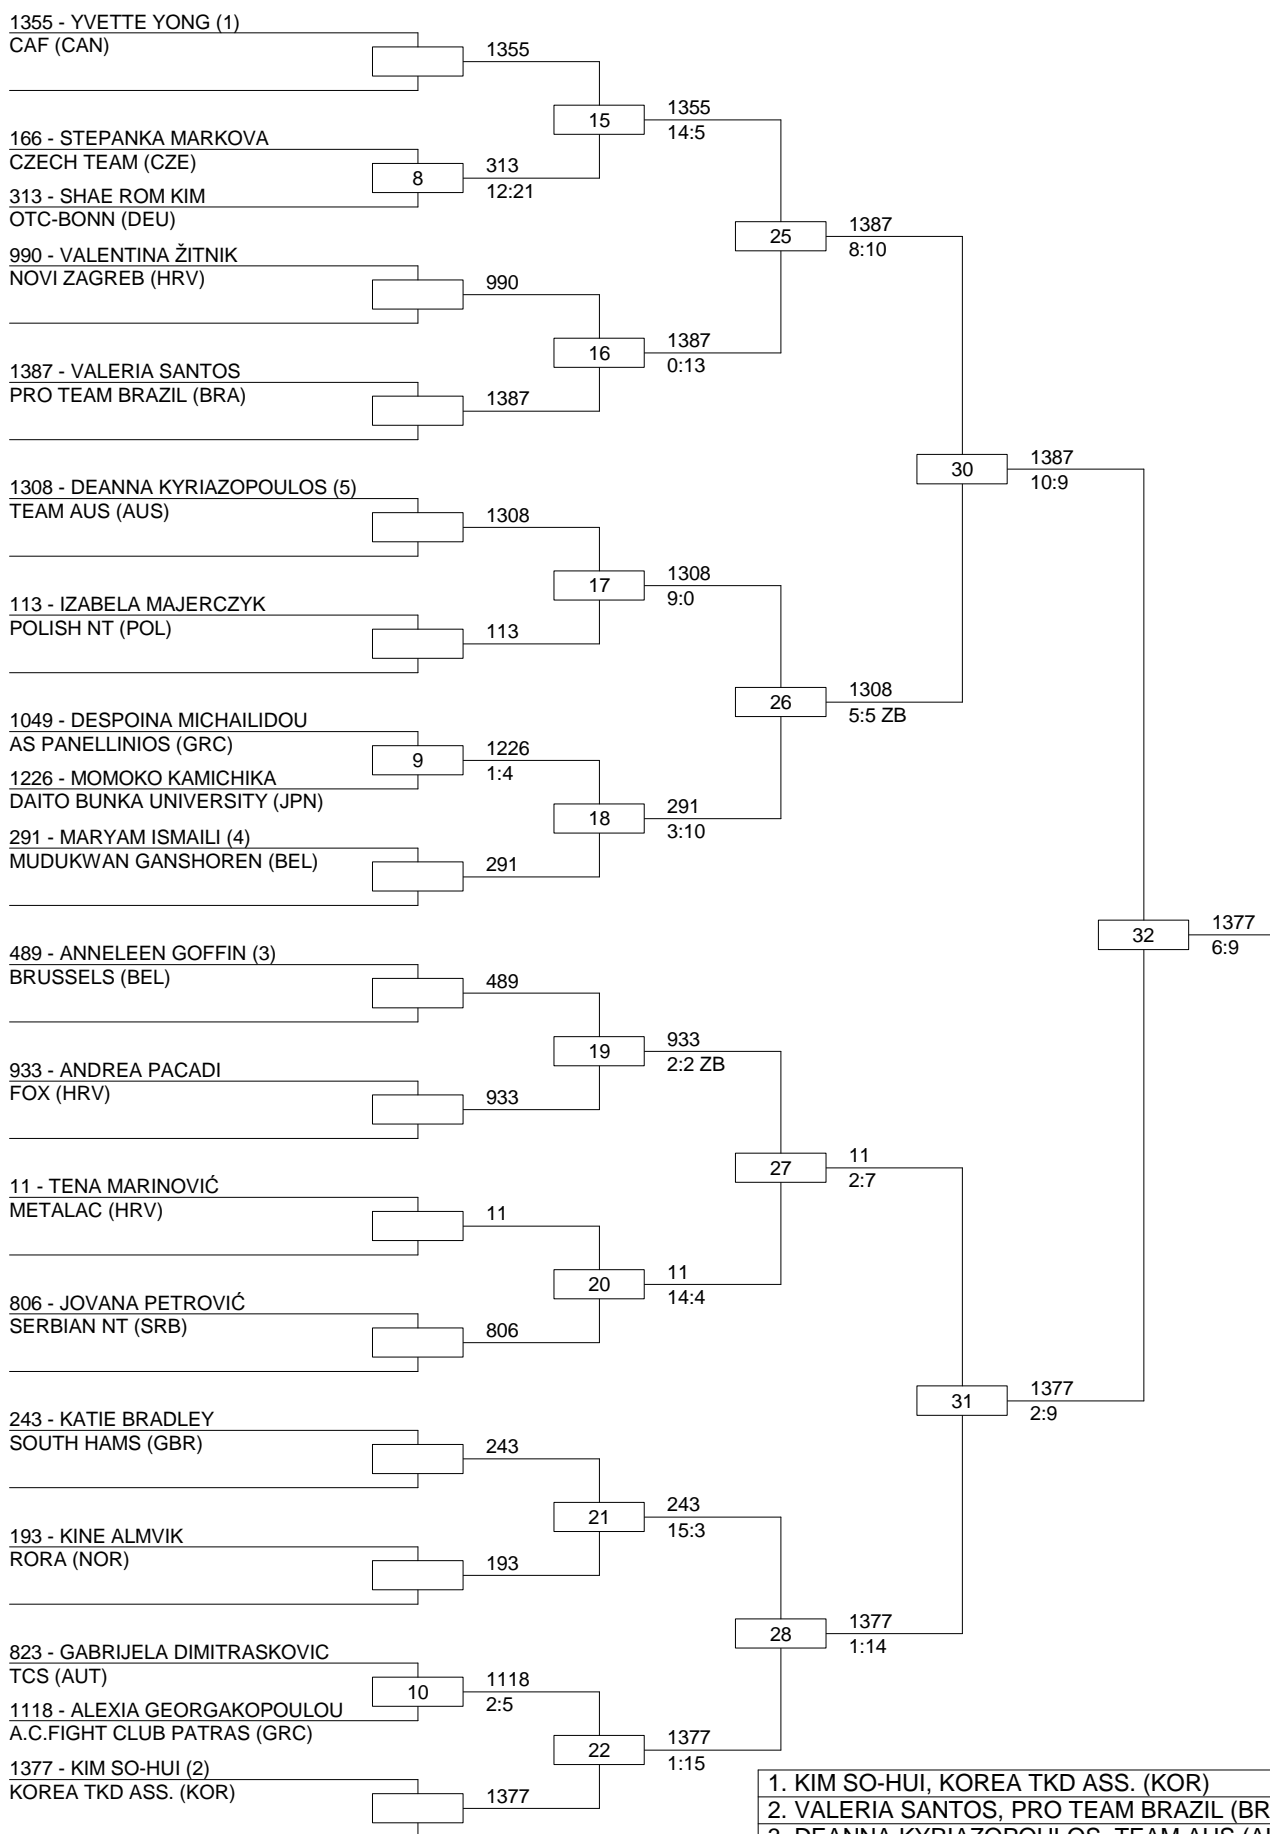 1355 - YVETTE YONG (1)
CAF (CAN)
1355
15
1355
14:5
166 - STEPANKA MARKOVA
CZECH TEAM (CZE)
8
313
12:21
313 - SHAE ROM KIM
OTC-BONN (DEU)
25
1387
8:10
990 - VALENTINA ŽITNIK
NOVI ZAGREB (HRV)
990
16
1387
0:13
1387 - VALERIA SANTOS
PRO TEAM BRAZIL (BRA)
1387
30
1387
10:9
1308 - DEANNA KYRIAZOPOULOS (5)
TEAM AUS (AUS)
1308
17
1308
9:0
113 - IZABELA MAJERCZYK
POLISH NT (POL)
113
26
1308
5:5 ZB
1049 - DESPOINA MICHAILIDOU
AS PANELLINIOS (GRC)
9
1226
1:4
1226 - MOMOKO KAMICHIKA
DAITO BUNKA UNIVERSITY (JPN)
18
291
3:10
291 - MARYAM ISMAILI (4)
MUDUKWAN GANSHOREN (BEL)
291
32
1377
6:9
489 - ANNELEEN GOFFIN (3)
BRUSSELS (BEL)
489
19
933
2:2 ZB
933 - ANDREA PACADI
FOX (HRV)
933
27
11
2:7
11 - TENA MARINOVIĆ
METALAC (HRV)
11
20
11
14:4
806 - JOVANA PETROVIĆ
SERBIAN NT (SRB)
806
31
1377
2:9
243 - KATIE BRADLEY
SOUTH HAMS (GBR)
243
21
243
15:3
193 - KINE ALMVIK
RORA (NOR)
193
28
1377
1:14
823 - GABRIJELA DIMITRASKOVIC
TCS (AUT)
10
1118
2:5
1118 - ALEXIA GEORGAKOPOULOU
A.C.FIGHT CLUB PATRAS (GRC)
22
1377
1:15
1377 - KIM SO-HUI (2)
KOREA TKD ASS. (KOR)
1377
1. KIM SO-HUI, KOREA TKD ASS. (KOR)
2. VALERIA SANTOS, PRO TEAM BRAZIL (BR
3. DEANNA KYRIAZOPOULOS, TEAM AUS (AU